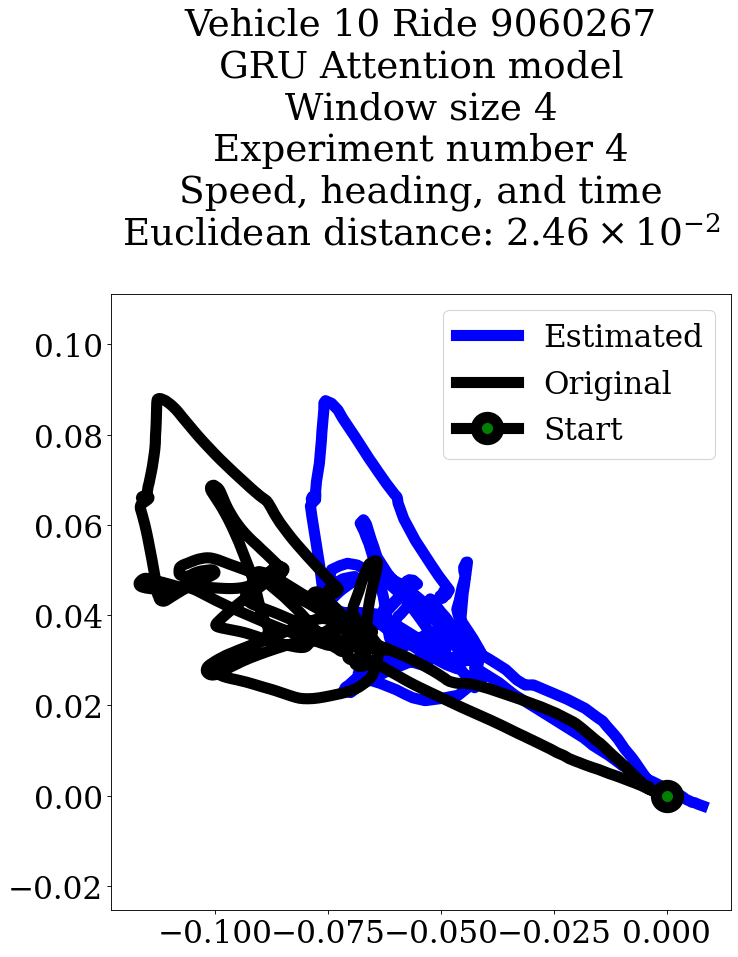 Vehicle 10 Ride 9060267
GRU Attention model
Window size 4
Experiment number 4
Speed, heading, and time
Euclidean distance: 2.46 × 10⁻²
Estimated
Original
Start
0.10
0.08
0.06
0.04
0.02
0.00
−0.02
−0.100 −0.075 −0.050 −0.025 0.000